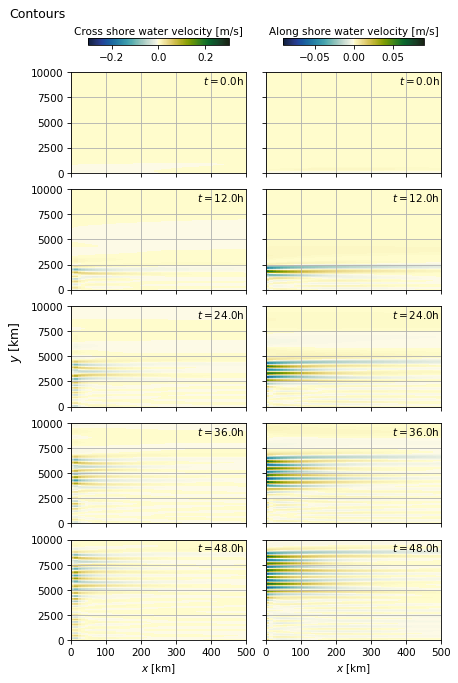 Contours
Cross shore water velocity [m/s] Along shore water velocity [m/s]
−0.2 0.0 0.2 −0.05 0.00 0.05
10000 t = 0.0h t = 0.0h
7500
5000
2500
0
10000 t = 12.0h t = 12.0h
7500
5000
2500
0
10000 t = 24.0h t = 24.0h
7500
5000
2500
0
y [km]
10000 t = 36.0h t = 36.0h
7500
5000
2500
0
10000 t = 48.0h t = 48.0h
7500
5000
2500
0
0 100 200 300 400 500 0 100 200 300 400 500
x [km] x [km]